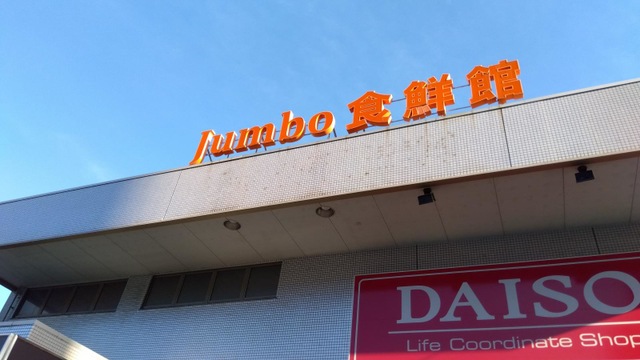 Jumbo 食鮮館
DAISO
Life Coordinate Shop